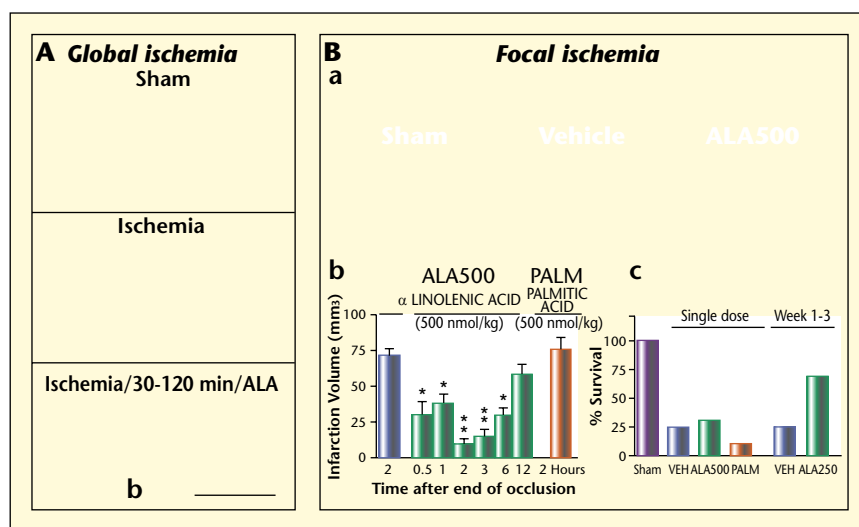 A Global ischemia
Sham
Ischemia
Ischemia/30-120 min/ALA
b
B Focal ischemia
a
Sham Vehicle ALA500
b
ALA500 PALM
α LINOLENIC ACID PALMITIC ACID
(500 nmol/kg) (500 nmol/kg)
Infarction Volume (mm3)
100
75
50
25
0
* * ** ** *
2 0.5 1 2 3 6 12 2 Hours
Time after end of occlusion
c
Single dose Week 1-3
% Survival
100
75
50
25
0
Sham VEH ALA500 PALM VEH ALA250